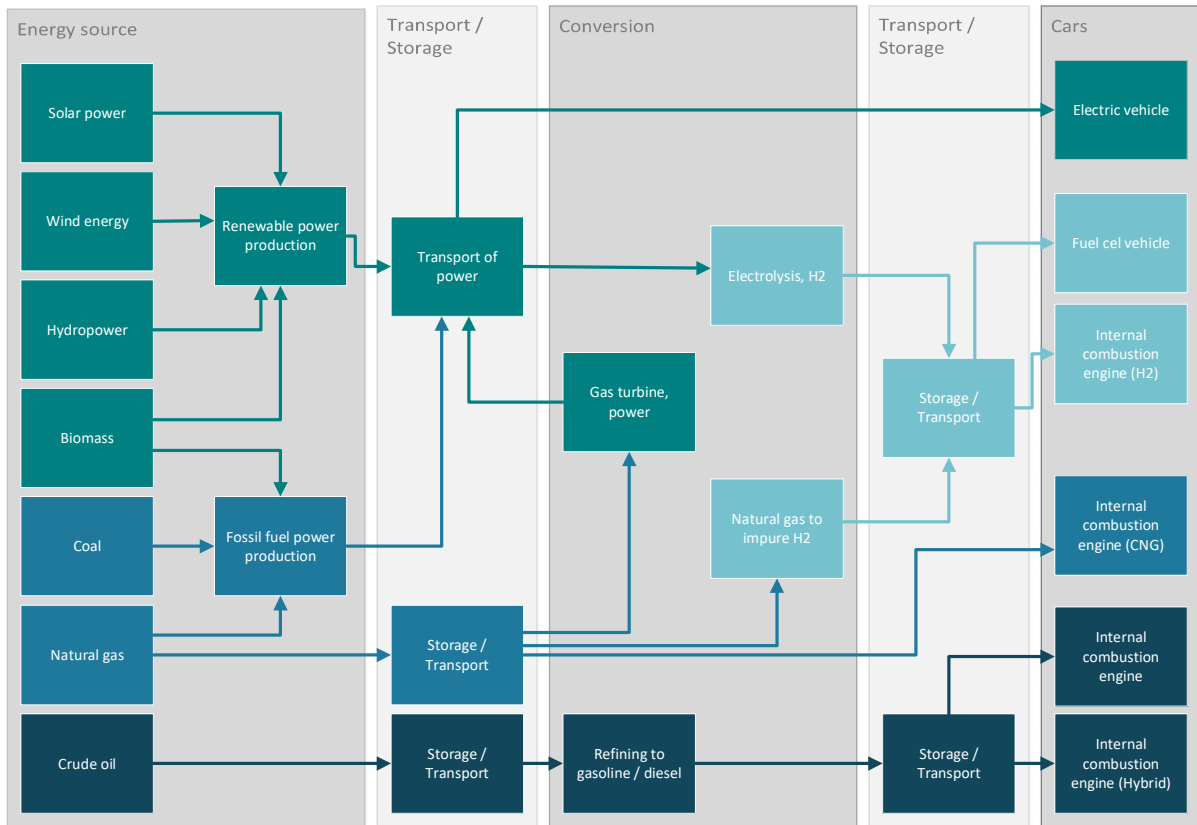 Energy source
Transport /
Storage
Conversion
Transport /
Storage
Cars
Solar power
Wind energy
Hydropower
Biomass
Coal
Natural gas
Crude oil
Renewable power
production
Fossil fuel power
production
Transport of
power
Storage /
Transport
Storage /
Transport
Electrolysis, H2
Gas turbine,
power
Natural gas to
impure H2
Refining to
gasoline / diesel
Storage /
Transport
Storage /
Transport
Electric vehicle
Fuel cel vehicle
Internal
combustion
engine (H2)
Internal
combustion
engine (CNG)
Internal
combustion
engine
Internal
combustion
engine (Hybrid)